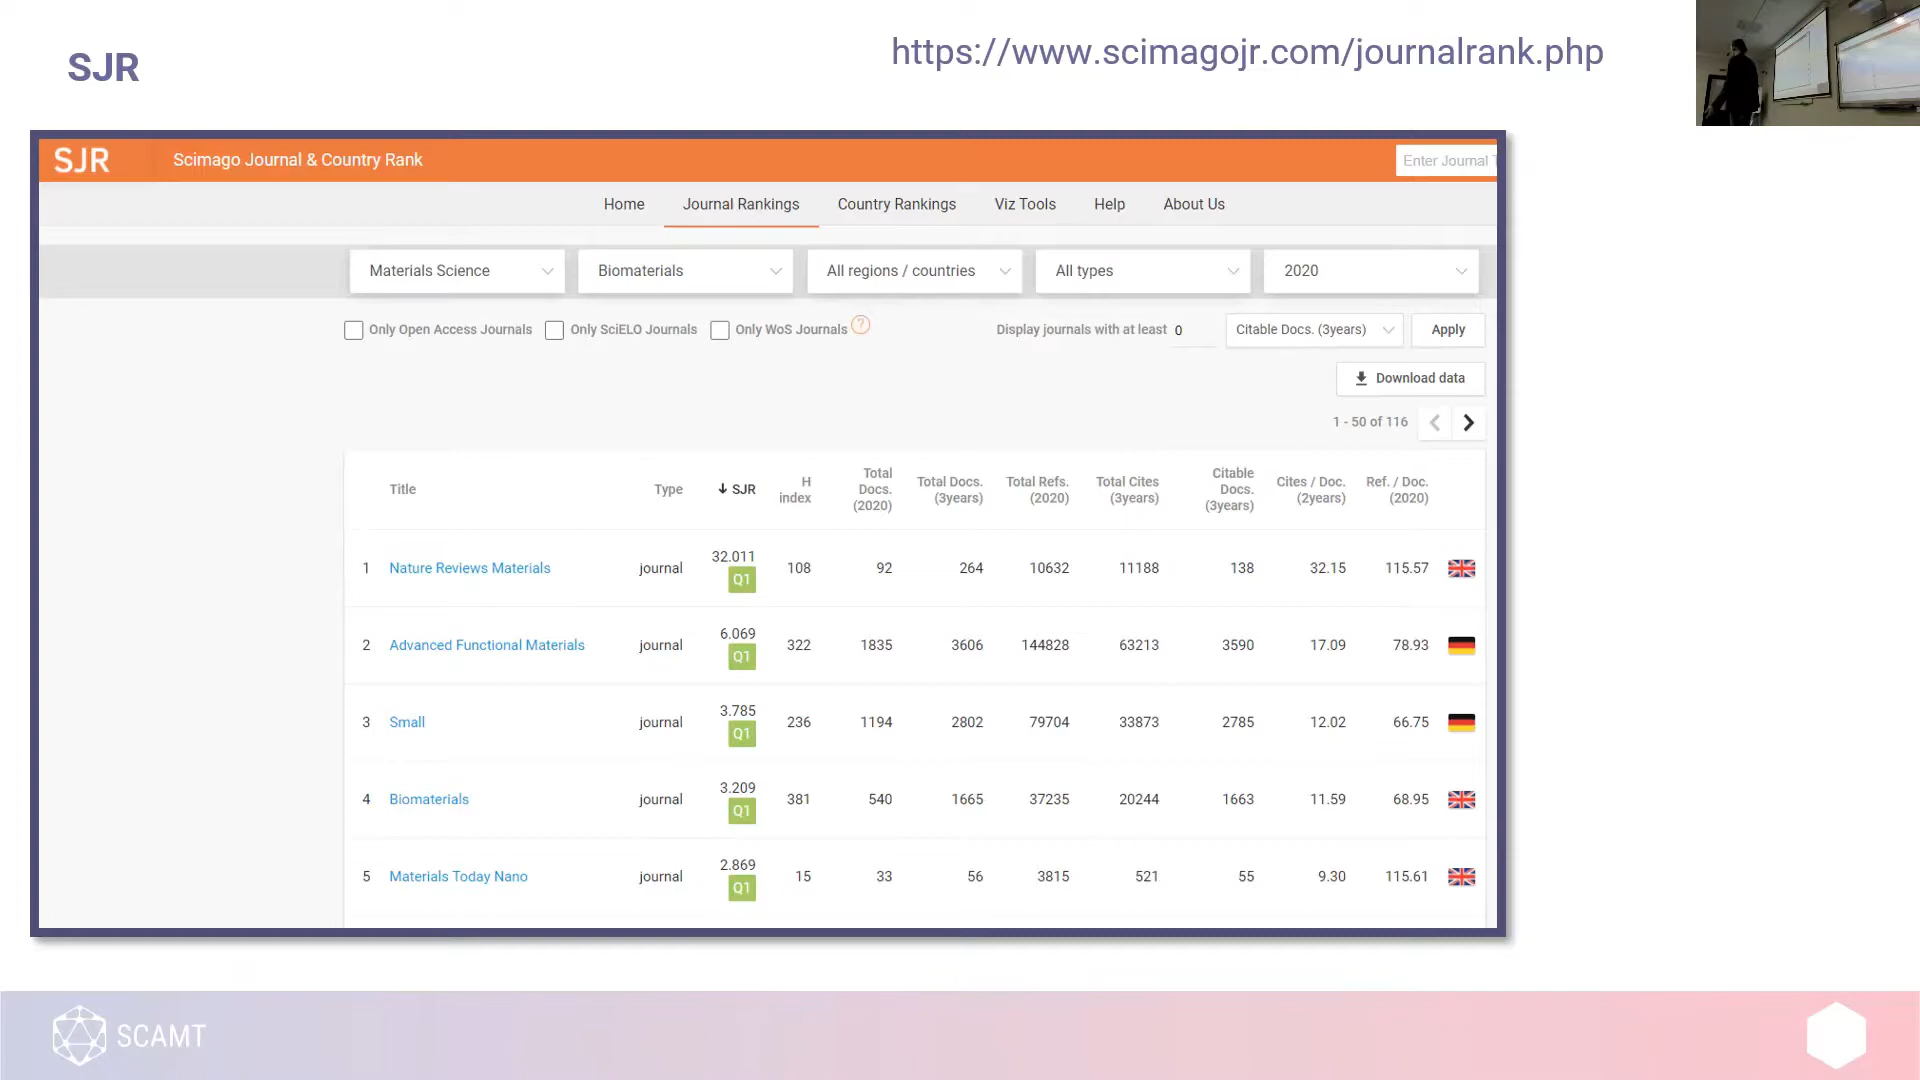 SJR
https://www.scimagojr.com/journalrank.php
SJR Scimago Journal & Country Rank Enter Journal T
Home Journal Rankings Country Rankings Viz Tools Help About Us
Materials Science Biomaterials All regions / countries All types 2020
Only Open Access Journals Only SciELO Journals Only WoS Journals ? Display journals with at least 0 Citable Docs. (3years) Apply
Download data
1 - 50 of 116
Title Type SJR H index Total Docs. (2020) Total Docs. (3years) Total Refs. (2020) Total Cites (3years) Citable Docs. (3years) Cites / Doc. (2years) Ref. / Doc. (2020)
1 Nature Reviews Materials journal 32.011 Q1 108 92 264 10632 11188 138 32.15 115.57
2 Advanced Functional Materials journal 6.069 Q1 322 1835 3606 144828 63213 3590 17.09 78.93
3 Small journal 3.785 Q1 236 1194 2802 79704 33873 2785 12.02 66.75
4 Biomaterials journal 3.209 Q1 381 540 1665 37235 20244 1663 11.59 68.95
5 Materials Today Nano journal 2.869 Q1 15 33 56 3815 521 55 9.30 115.61
SCAMT